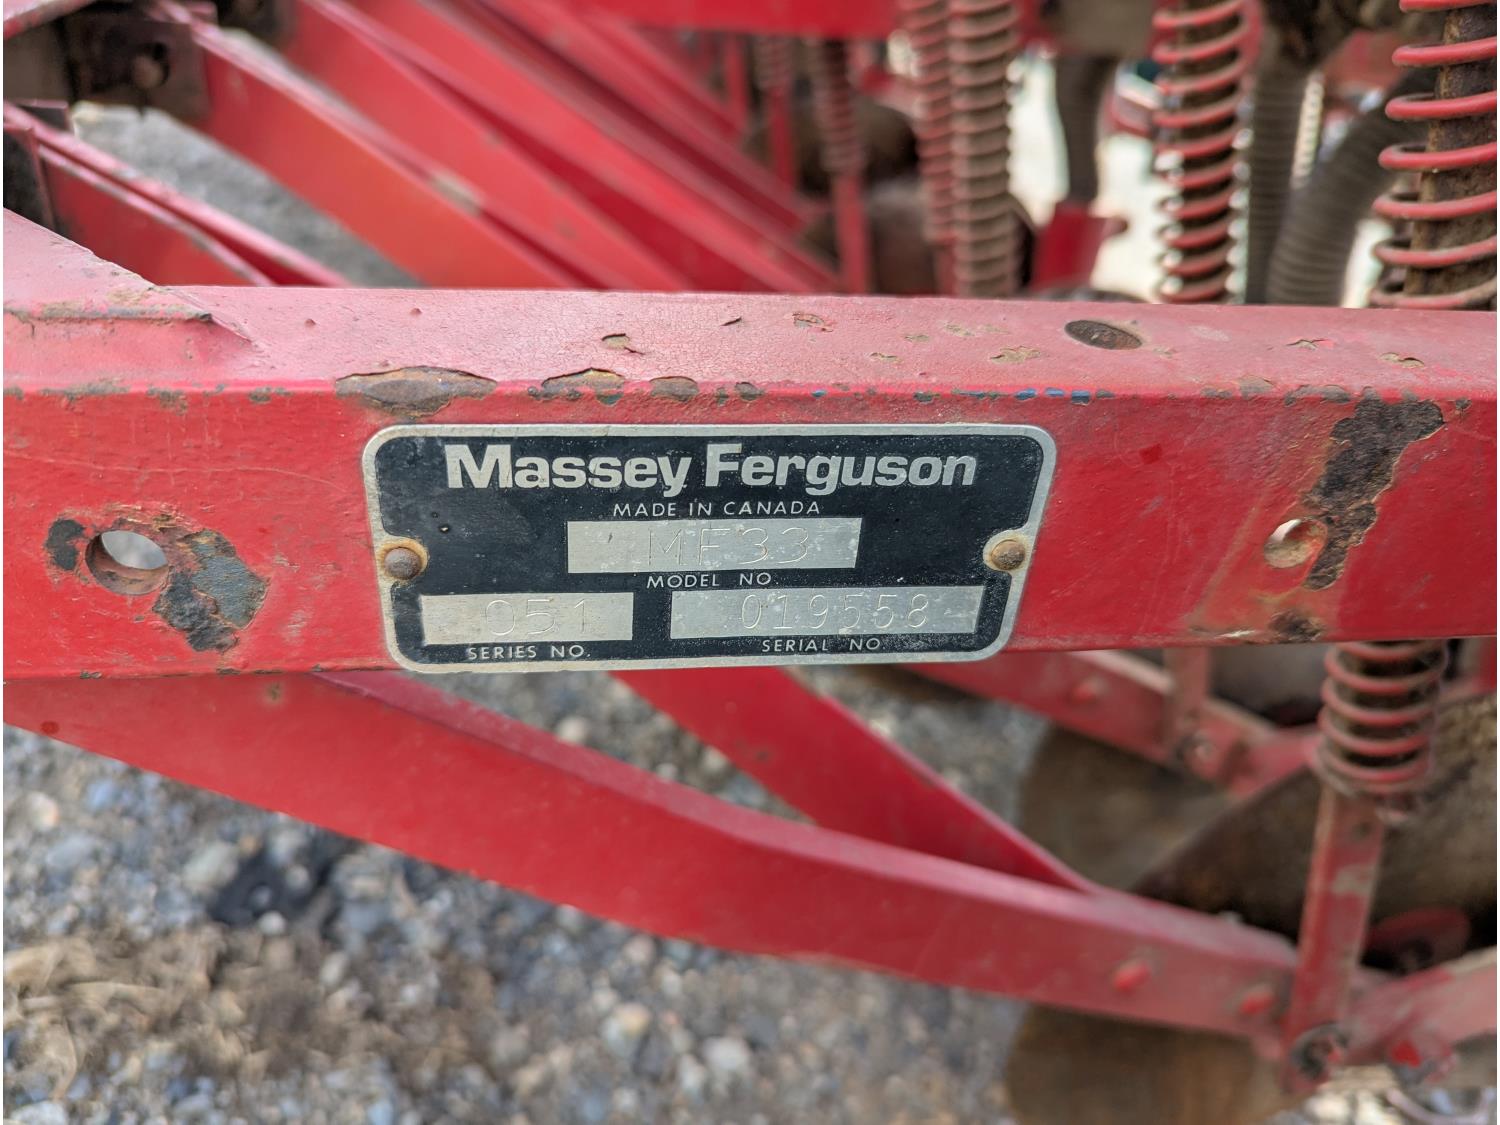 Massey Ferguson
MADE IN CANADA
MF33
MODEL NO.
051 019558
SERIES NO. SERIAL NO.